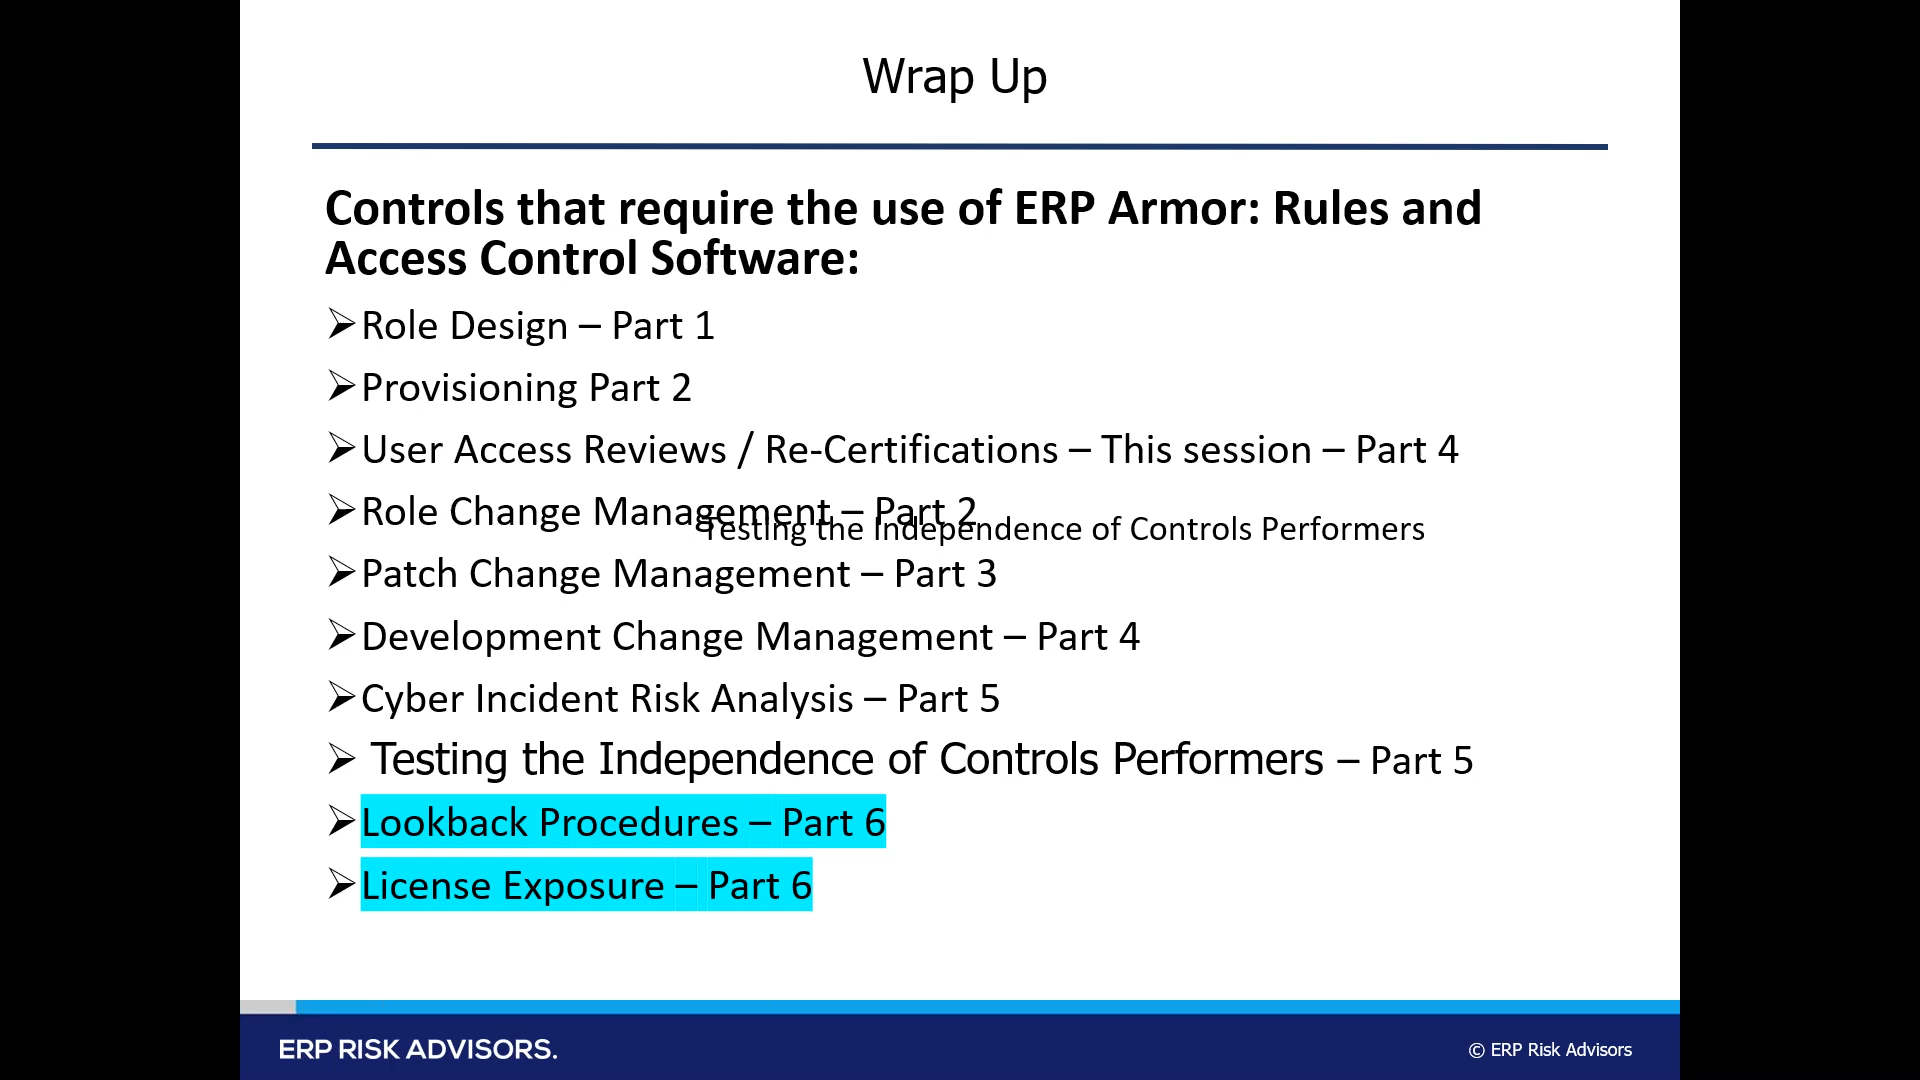 Wrap Up
Controls that require the use of ERP Armor: Rules and
Access Control Software:
➢Role Design – Part 1
➢Provisioning Part 2
➢User Access Reviews / Re-Certifications – This session – Part 4
➢Role Change Management – Part 2
Testing the Independence of Controls Performers
➢Patch Change Management – Part 3
➢Development Change Management – Part 4
➢Cyber Incident Risk Analysis – Part 5
➢ Testing the Independence of Controls Performers – Part 5
➢Lookback Procedures – Part 6
➢License Exposure – Part 6
ERP RISK ADVISORS.
© ERP Risk Advisors